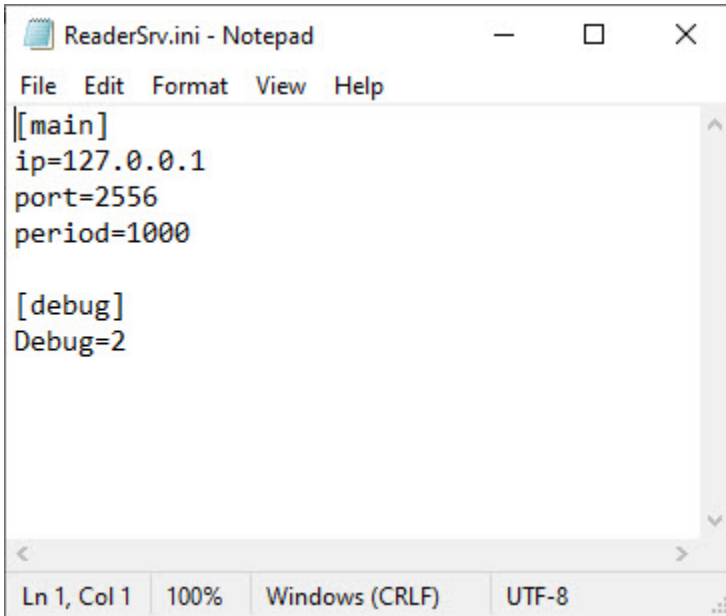 ReaderSrv.ini - Notepad
File Edit Format View Help
[main]
ip=127.0.0.1
port=2556
period=1000
[debug]
Debug=2
Ln 1, Col 1 100% Windows (CRLF) UTF-8